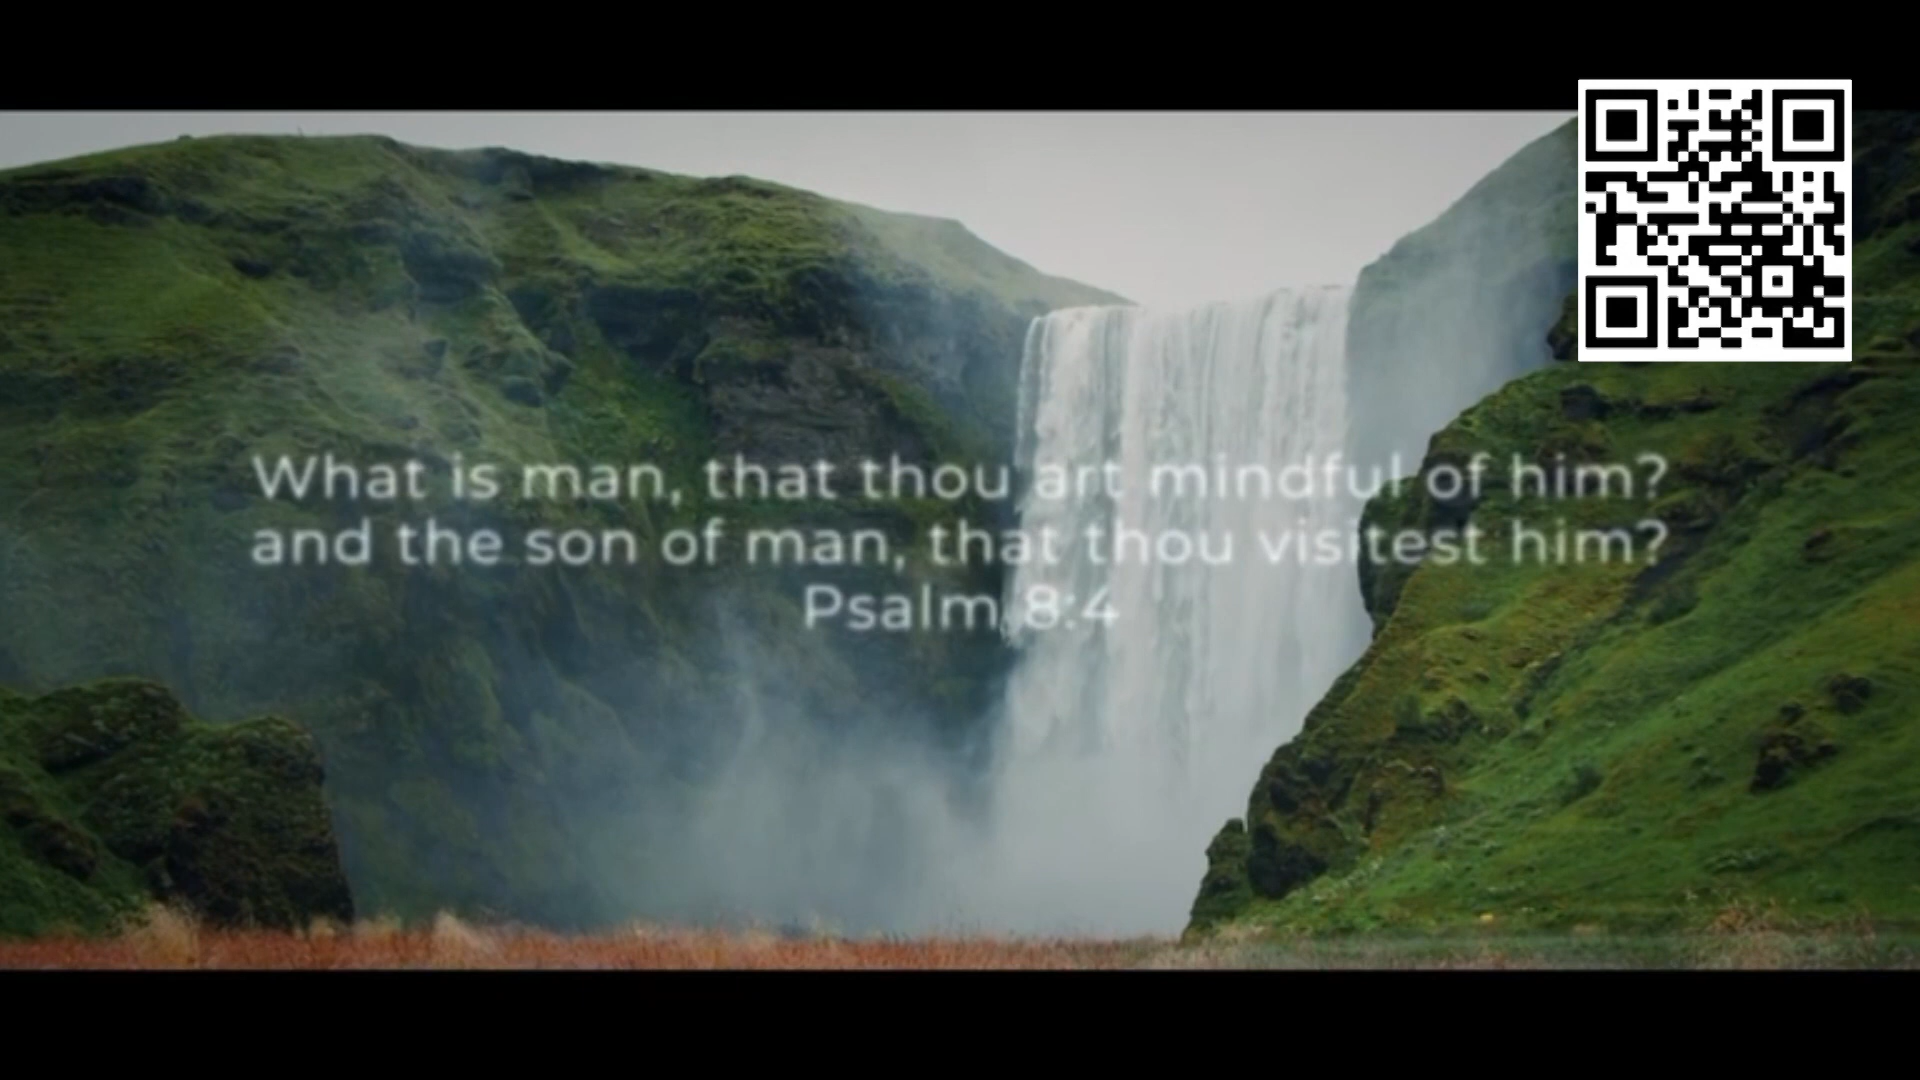 What is man, that thou art mindful of him?
and the son of man, that thou visitest him?
Psalm 8:4